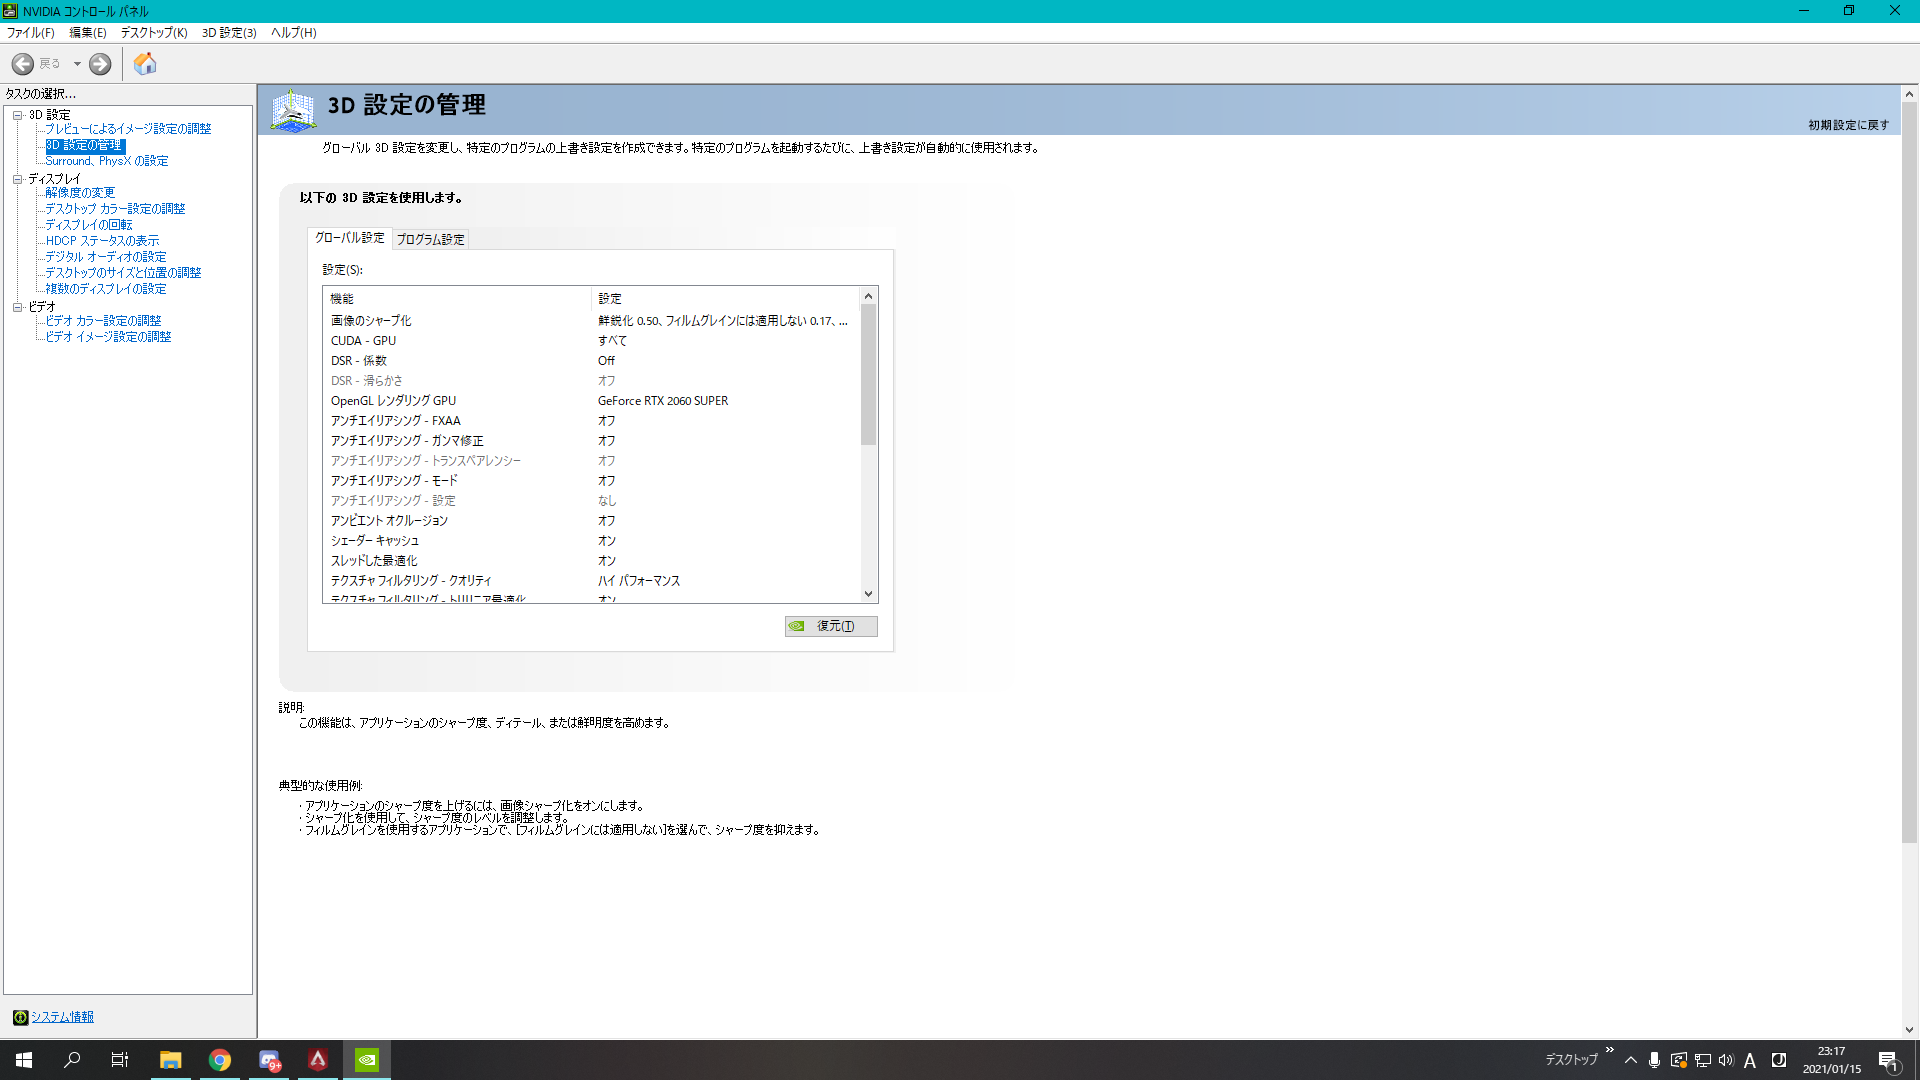 NVIDIA コントロール パネル
ファイル(F) 編集(E) デスクトップ(K) 3D 設定(3) ヘルプ(H)
戻る
タスクの選択...
3D 設定
プレビューによるイメージ設定の調整
3D 設定の管理
Surround、PhysX の設定
ディスプレイ
解像度の変更
デスクトップ カラー設定の調整
ディスプレイの回転
HDCP ステータスの表示
デジタル オーディオの設定
デスクトップのサイズと位置の調整
複数のディスプレイの設定
ビデオ
ビデオ カラー設定の調整
ビデオ イメージ設定の調整
システム情報
3D 設定の管理
初期設定に戻す
グローバル 3D 設定を変更し、特定のプログラムの上書き設定を作成できます。特定のプログラムを起動するたびに、上書き設定が自動的に使用されます。
以下の 3D 設定を使用します。
グローバル設定 プログラム設定
設定(S):
機能 設定
画像のシャープ化 鮮鋭化 0.50、フィルムグレインには適用しない 0.17、...
CUDA - GPU すべて
DSR - 係数 Off
DSR - 滑らかさ オフ
OpenGL レンダリング GPU GeForce RTX 2060 SUPER
アンチエイリアシング - FXAA オフ
アンチエイリアシング - ガンマ修正 オフ
アンチエイリアシング - トランスペアレンシー オフ
アンチエイリアシング - モード オフ
アンチエイリアシング - 設定 なし
アンビエント オクルージョン オフ
シェーダー キャッシュ オン
スレッドした最適化 オン
テクスチャ フィルタリング - クオリティ ハイ パフォーマンス
テクスチャ フィルタリング - トリリニア最適化 オン
復元(T)
説明:
この機能は、アプリケーションのシャープ度、ディテール、または鮮明度を高めます。
典型的な使用例:
・アプリケーションのシャープ度を上げるには、画像シャープ化をオンにします。
・シャープ化を使用して、シャープ度のレベルを調整します。
・フィルムグレインを使用するアプリケーションで、[フィルムグレインには適用しない]を選んで、シャープ度を抑えます。
9+
デスクトップ
A
J
23:17
2021/01/15
1